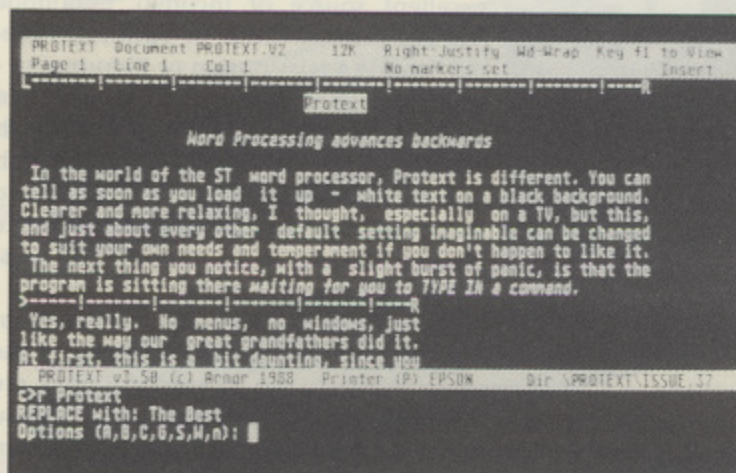 PROTEXT Document PROTEXT.V2 12K Right-Justify Wd-Wrap Key f1 to View
Page 1 Line 1 Col 1 No markers set Insert
L-------!-------!-------!-------!-------!-------!-------!-------!----R
Protext
Word Processing advances backwards
In the world of the ST word processor, Protext is different. You can
tell as soon as you load it up - white text on a black background.
Clearer and more relaxing, I thought, especially on a TV, but this,
and just about every other default setting imaginable can be changed
to suit your own needs and temperament if you don't happen to like it.
The next thing you notice, with a slight burst of panic, is that the
program is sitting there waiting for you to TYPE IN a command.
>-----!-------!-------!-------!-------!----R
Yes, really. No menus, no windows, just
like the way our great grandfathers did it.
At first, this is a bit daunting, since you
PROTEXT v3.50 (c) Arnor 1988 Printer (P) EPSON Dir \PROTEXT\ISSUE.37
c>r Protext
REPLACE with: The Best
Options (A,B,C,G,S,W,n):